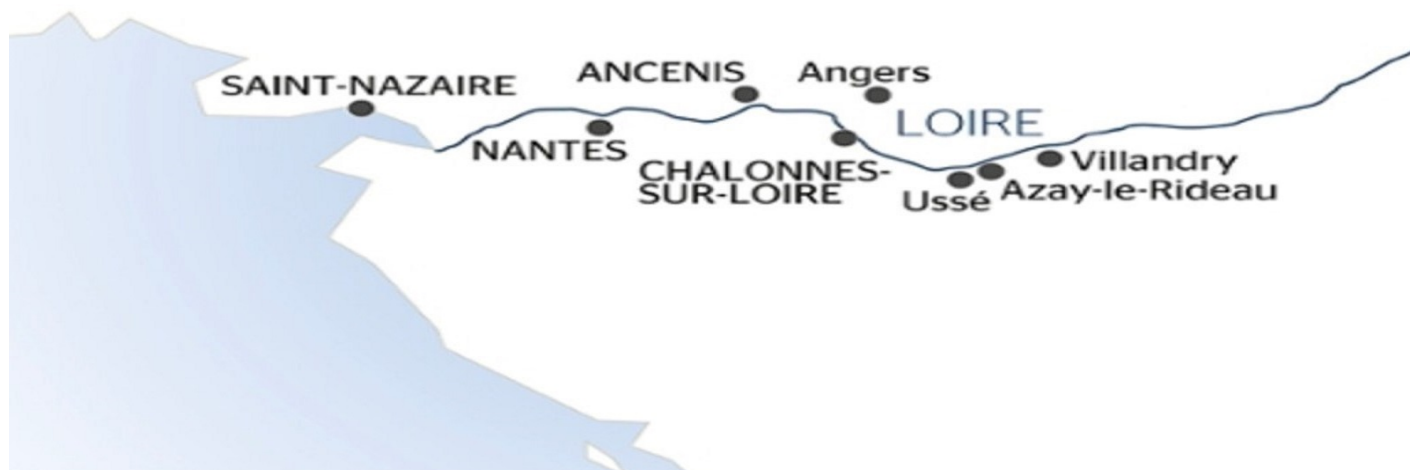 SAINT-NAZAIRE
ANCENIS
Angers
LOIRE
NANTES
CHALONNES-
SUR-LOIRE
Villandry
Azay-le-Rideau
Ussé